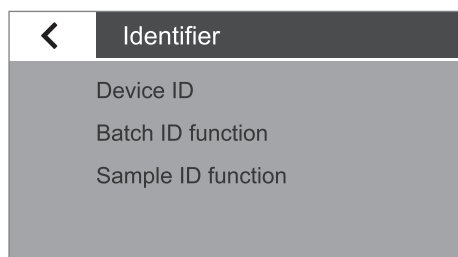 Identifier
Device ID
Batch ID function
Sample ID function